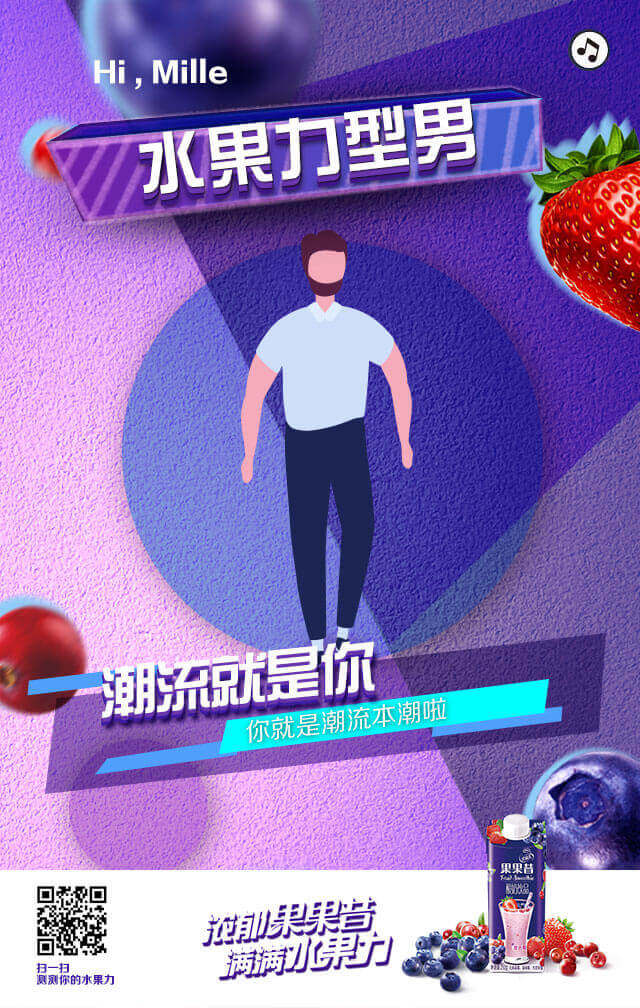 Hi , Mille
水果力型男
潮流就是你
你就是潮流本潮啦
果果昔
Fruit Smoothie
扫一扫
测测你的水果力
浓郁果果昔
满满水果力